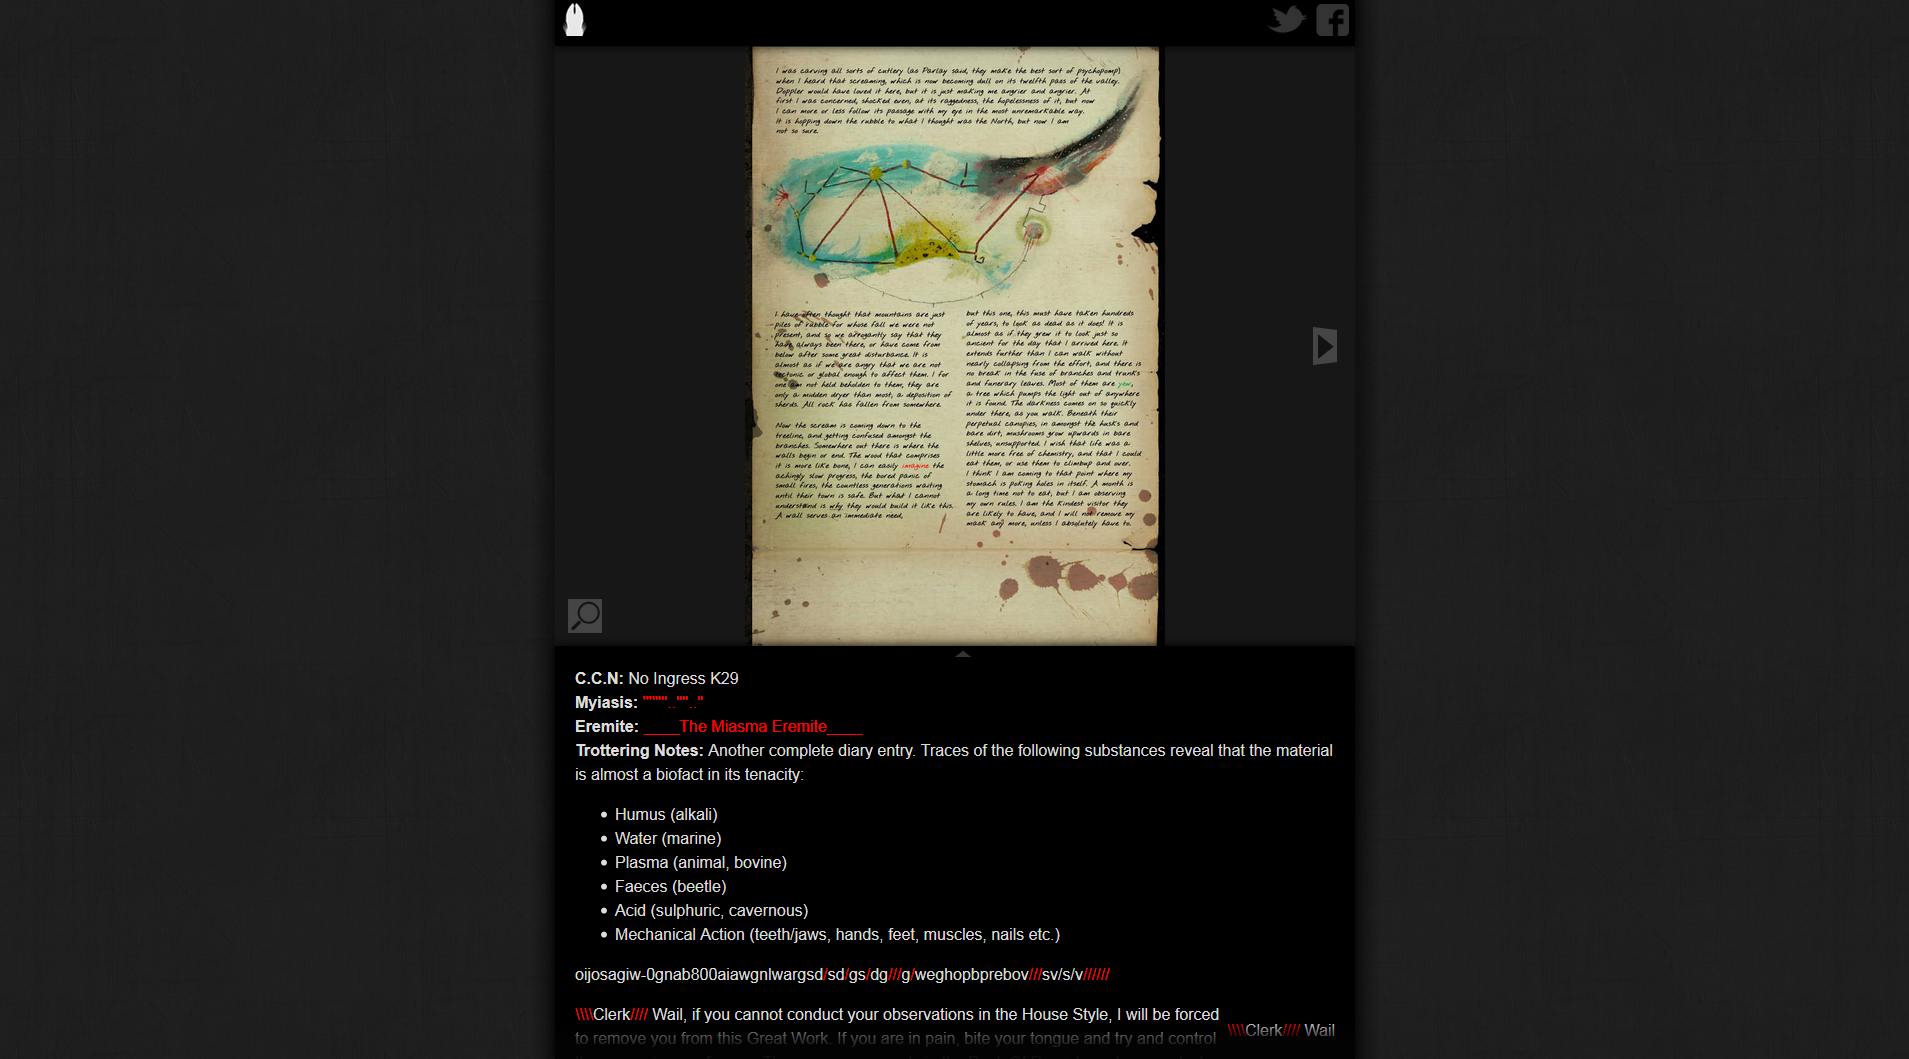 I was carving all sorts of cutlery (as Parlay said, they make the best sort of psychopomp)
when I heard that screaming, which is now becoming dull on its twelfth pass of the valley.
Doppler would have loved it here, but it is just making me angrier and angrier. At
first I was concerned, shocked even, at its raggedness, the hopelessness of it, but now
I can more or less follow its passage with my eye in the most unremarkable way.
It is hopping down the rubble to what I thought was the North, but now I am
not so sure.
I have often thought that mountains are just
piles of rubble for whose fall we were not
present, and so we arrogantly say that they
have always been there, or have come from
below after some great disturbance. It is
almost as if we are angry that we are not
tectonic or global enough to affect them. I for
one am not held beholden to them, they are
only a midden dryer than most, a deposition of
sherds. All rock has fallen from somewhere.
Now the scream is coming down to the
treeline, and getting confused amongst the
branches. Somewhere out there is where the
walls begin or end. The wood that comprises
it is more like bone, I can easily imagine the
achingly slow progress, the bored panic of
small fires, the countless generations waiting
until their town is safe. But what I cannot
understand is why they would build it like this.
A wall serves an immediate need,
but this one, this must have taken hundreds
of years, to look as dead as it does! It is
almost as if they grew it to look just so
ancient for the day that I arrived here. It
extends further than I can walk without
nearly collapsing from the effort, and there is
no break in the fuse of branches and trunks
and funerary leaves. Most of them are yew,
a tree which pumps the light out of anywhere
it is found. The darkness comes on so quickly
under there, as you walk. Beneath their
perpetual canopies, in amongst the husks and
bare dirt, mushrooms grow upwards in bare
shelves, unsupported. I wish that life was a
little more free of chemistry, and that I could
eat them, or use them to climbup and over.
I think I am coming to that point where my
stomach is poking holes in itself. A month is
a long time not to eat, but I am observing
my own rules. I am the kindest visitor they
are likely to have, and I will not remove my
mask any more, unless I absolutely have to.
C.C.N: No Ingress K29
Myiasis: """"'..""..''
Eremite: ____The Miasma Eremite____
Trottering Notes: Another complete diary entry. Traces of the following substances reveal that the material
is almost a biofact in its tenacity:
• Humus (alkali)
• Water (marine)
• Plasma (animal, bovine)
• Faeces (beetle)
• Acid (sulphuric, cavernous)
• Mechanical Action (teeth/jaws, hands, feet, muscles, nails etc.)
oijosagiw-0gnab800aiawgnlwargsd/sd/gs/dg///g/weghopbprebov///sv/s/v//////
\\\\Clerk//// Wail, if you cannot conduct your observations in the House Style, I will be forced
to remove you from this Great Work. If you are in pain, bite your tongue and try and control
\\\\Clerk//// Wail